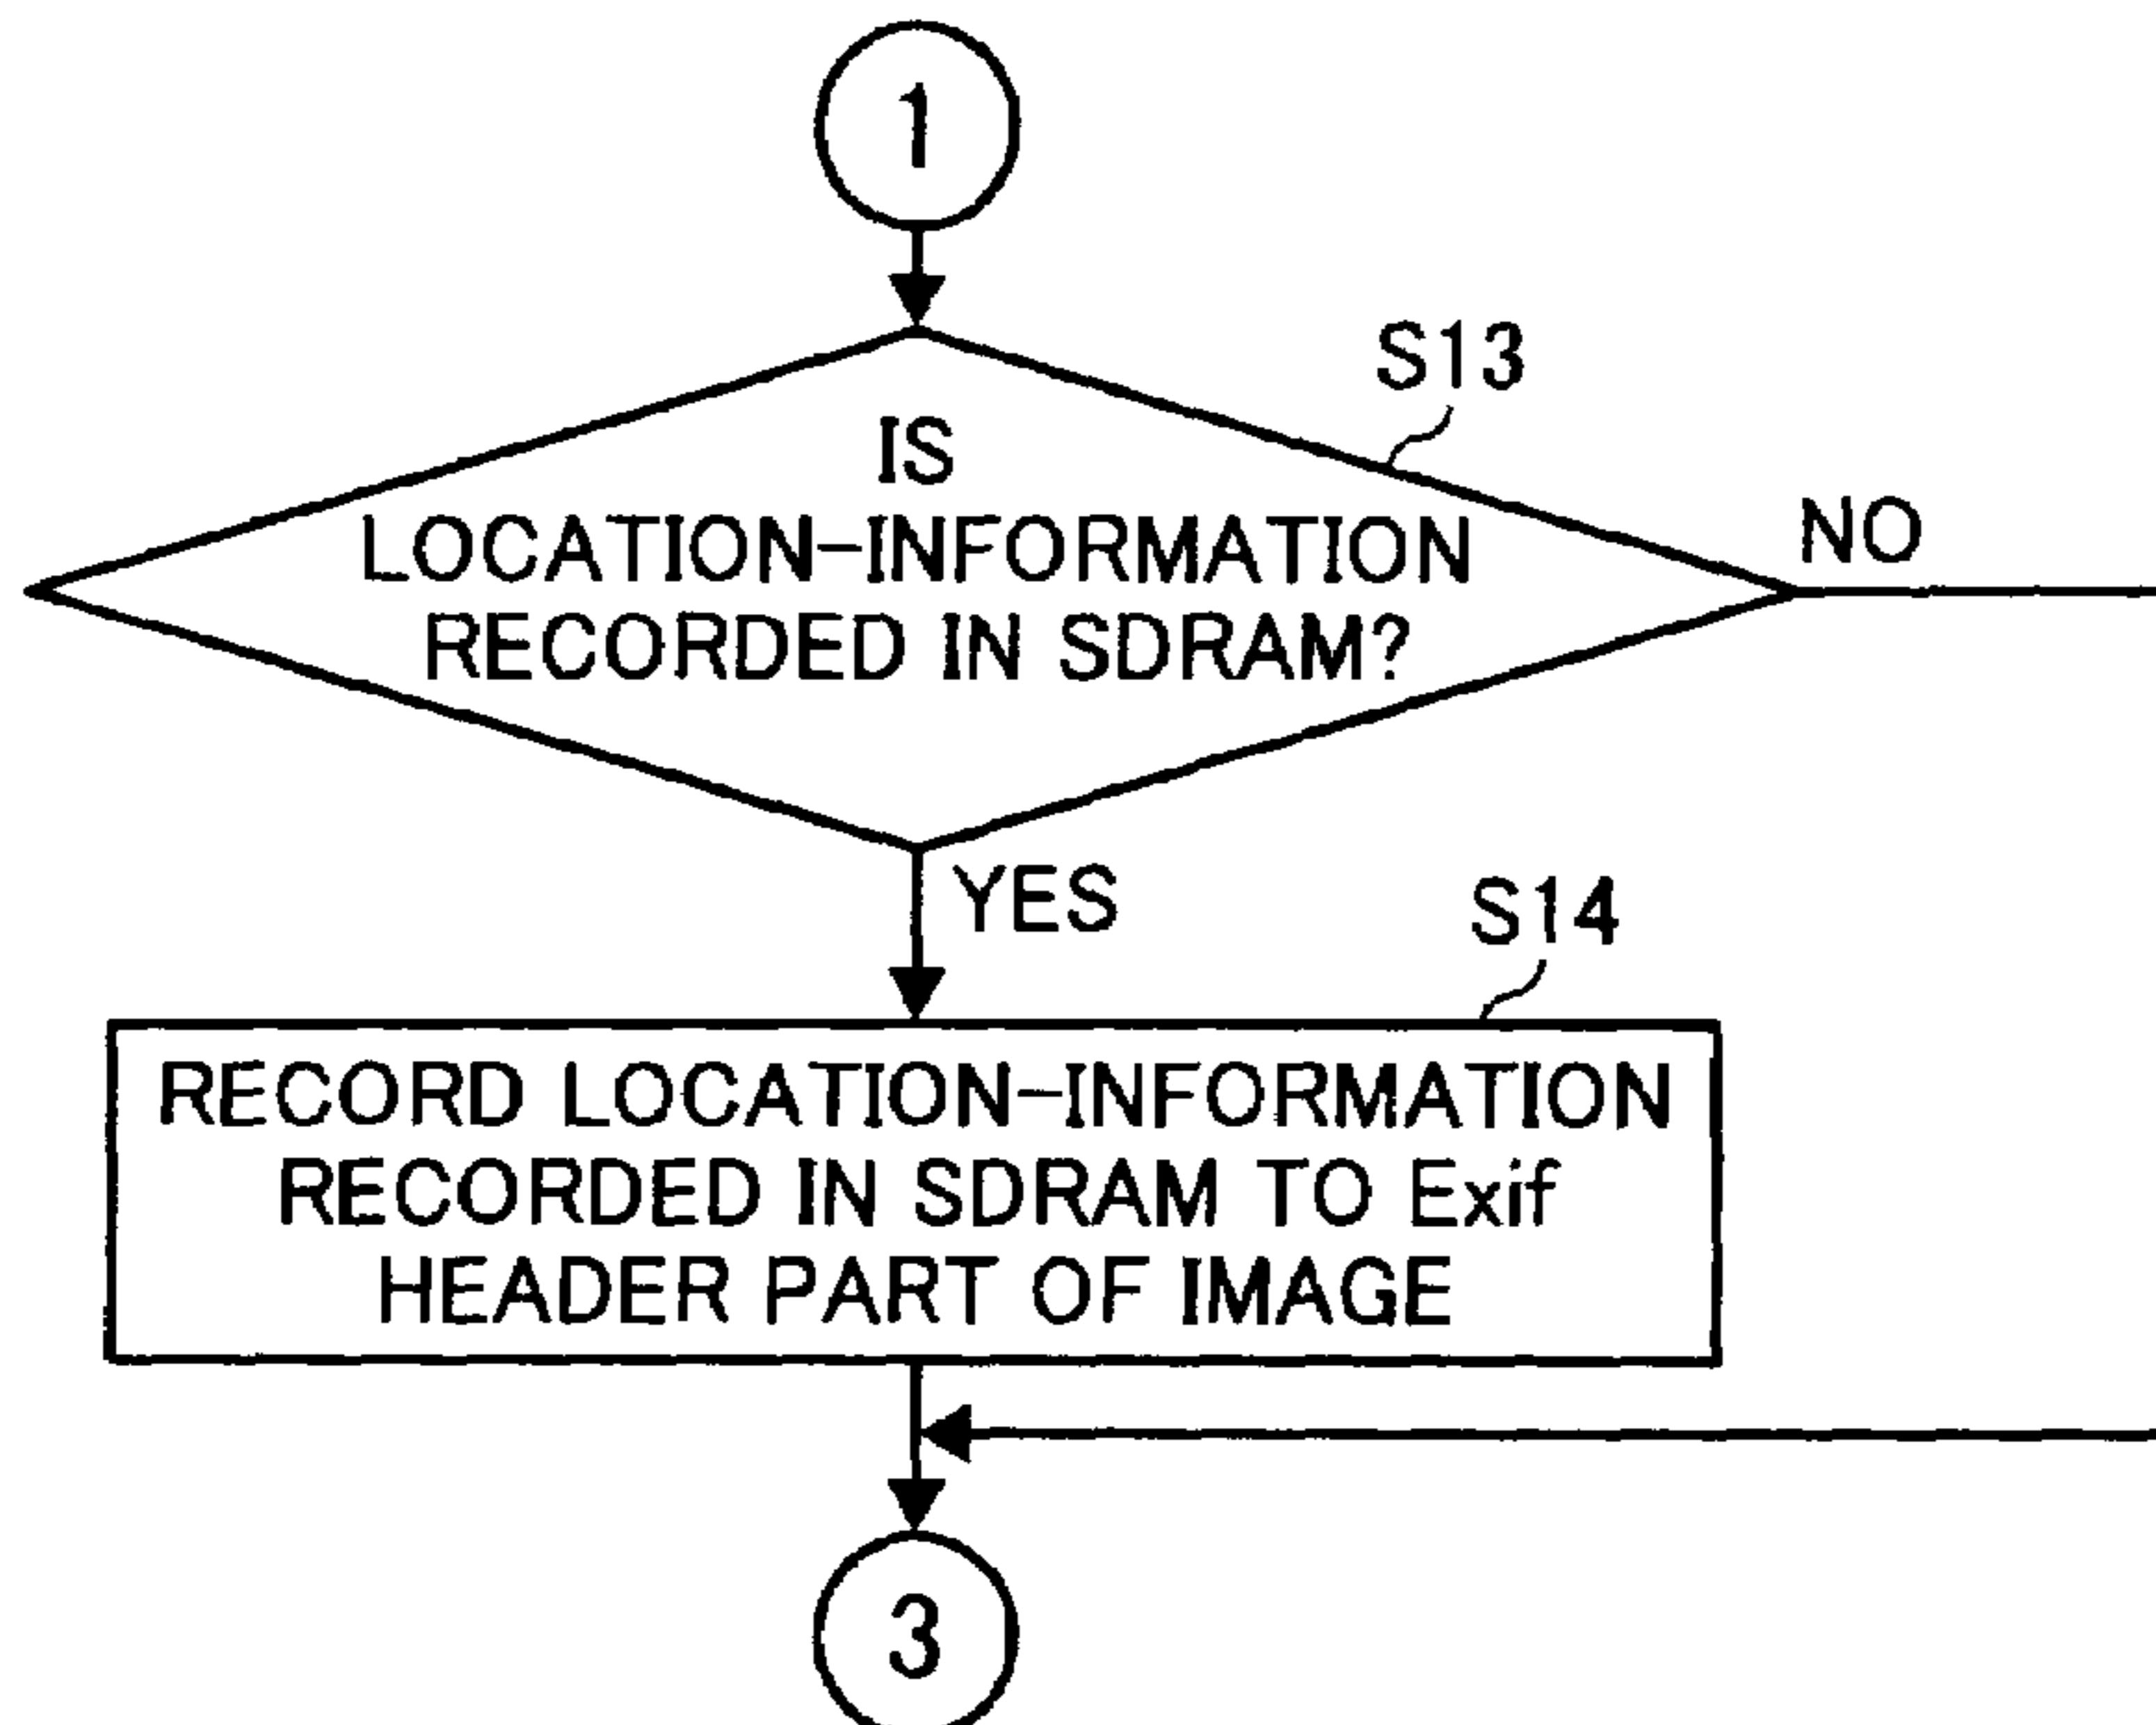 1
S13
IS
LOCATION-INFORMATION
RECORDED IN SDRAM?
NO
YES
S14
RECORD LOCATION-INFORMATION
RECORDED IN SDRAM TO Exif
HEADER PART OF IMAGE
3